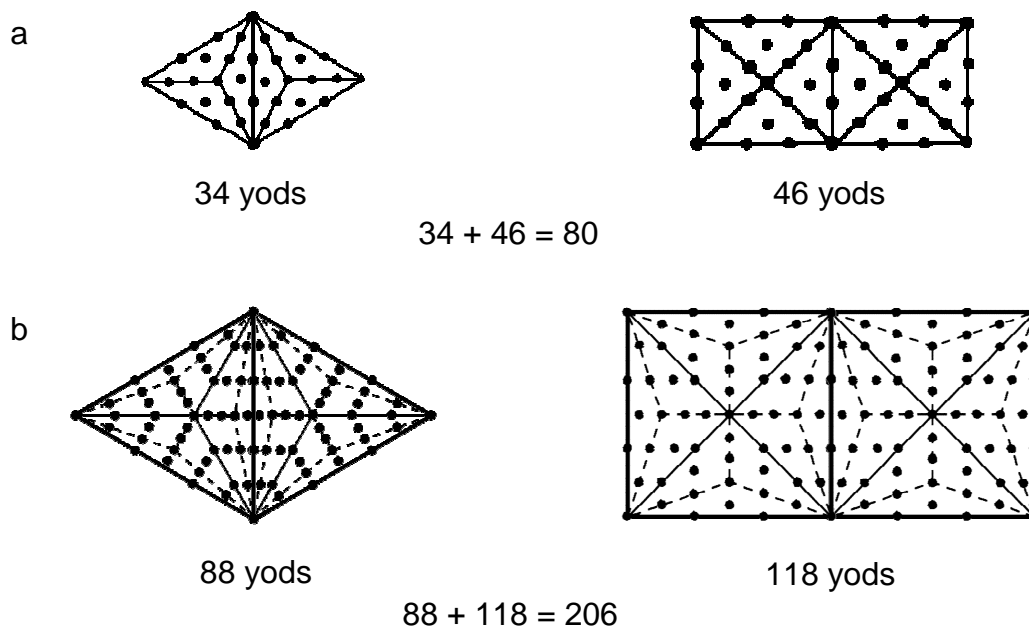 a
34 yods 46 yods
34 + 46 = 80
b
88 yods 118 yods
88 + 118 = 206